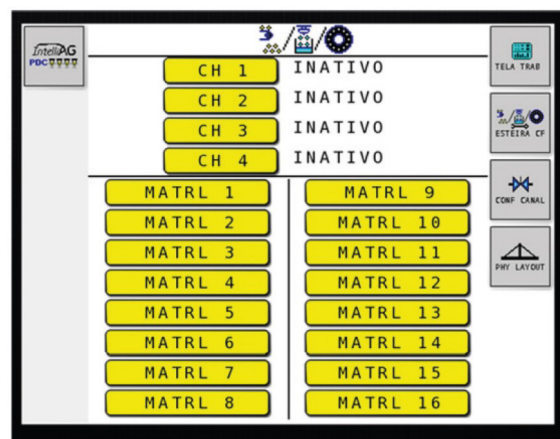 IntelliAG
PDC
CH 1 INATIVO
CH 2 INATIVO
CH 3 INATIVO
CH 4 INATIVO
MATRL 1
MATRL 2
MATRL 3
MATRL 4
MATRL 5
MATRL 6
MATRL 7
MATRL 8
MATRL 9
MATRL 10
MATRL 11
MATRL 12
MATRL 13
MATRL 14
MATRL 15
MATRL 16
TELA TRAB
ESTEIRA CF
CONF CANAL
PHY LAYOUT